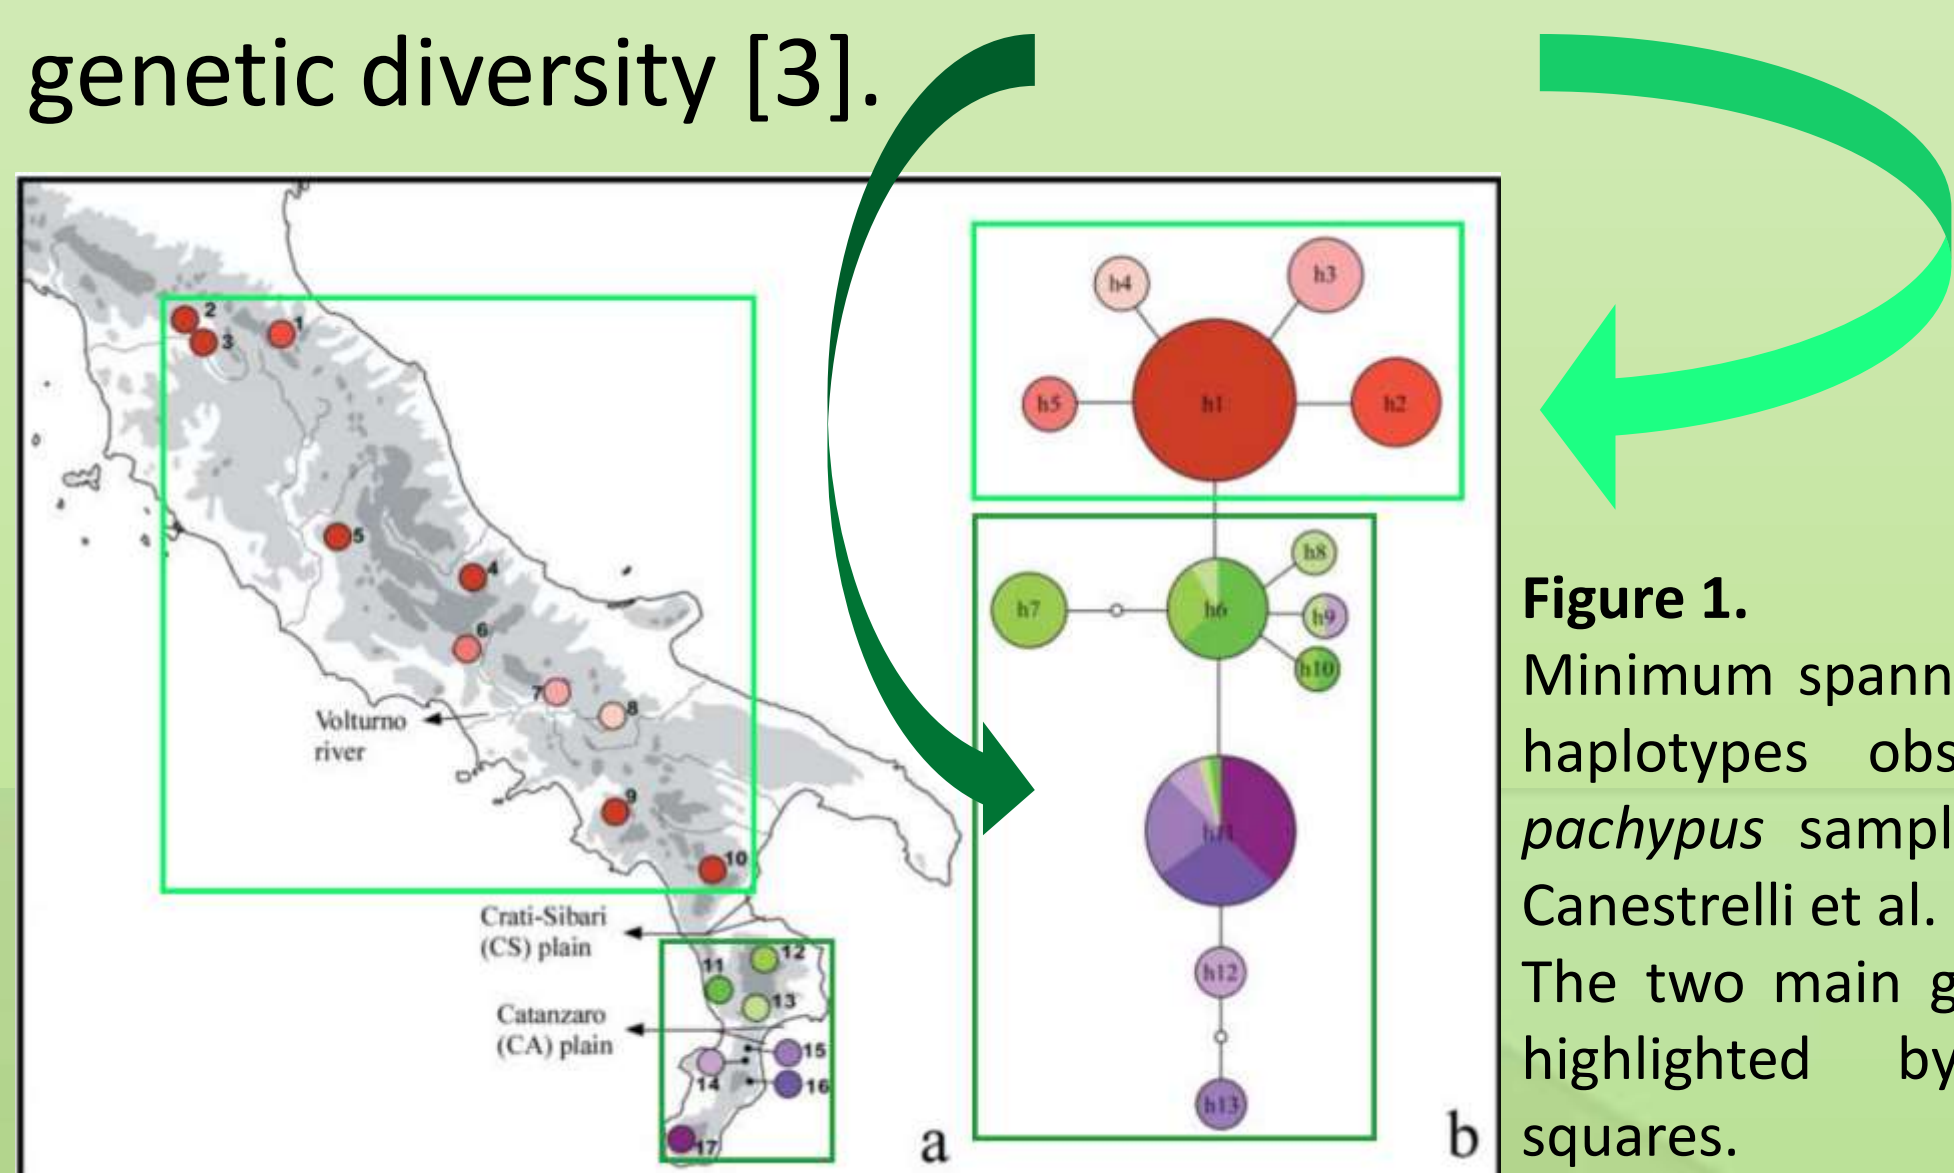 genetic diversity [3].
2
1
3
5
4
6
7
8
Volturno
river
9
10
Crati-Sibari
(CS) plain
12
11
13
Catanzaro
(CA) plain
15
14
16
17
a
h4
h3
h5
h1
h2
h8
h7
h6
h9
h10
h11
h12
h13
b
Figure 1.
Minimum spann
haplotypes obs
pachypus sampl
Canestrelli et al.
The two main g
highlighted by
squares.